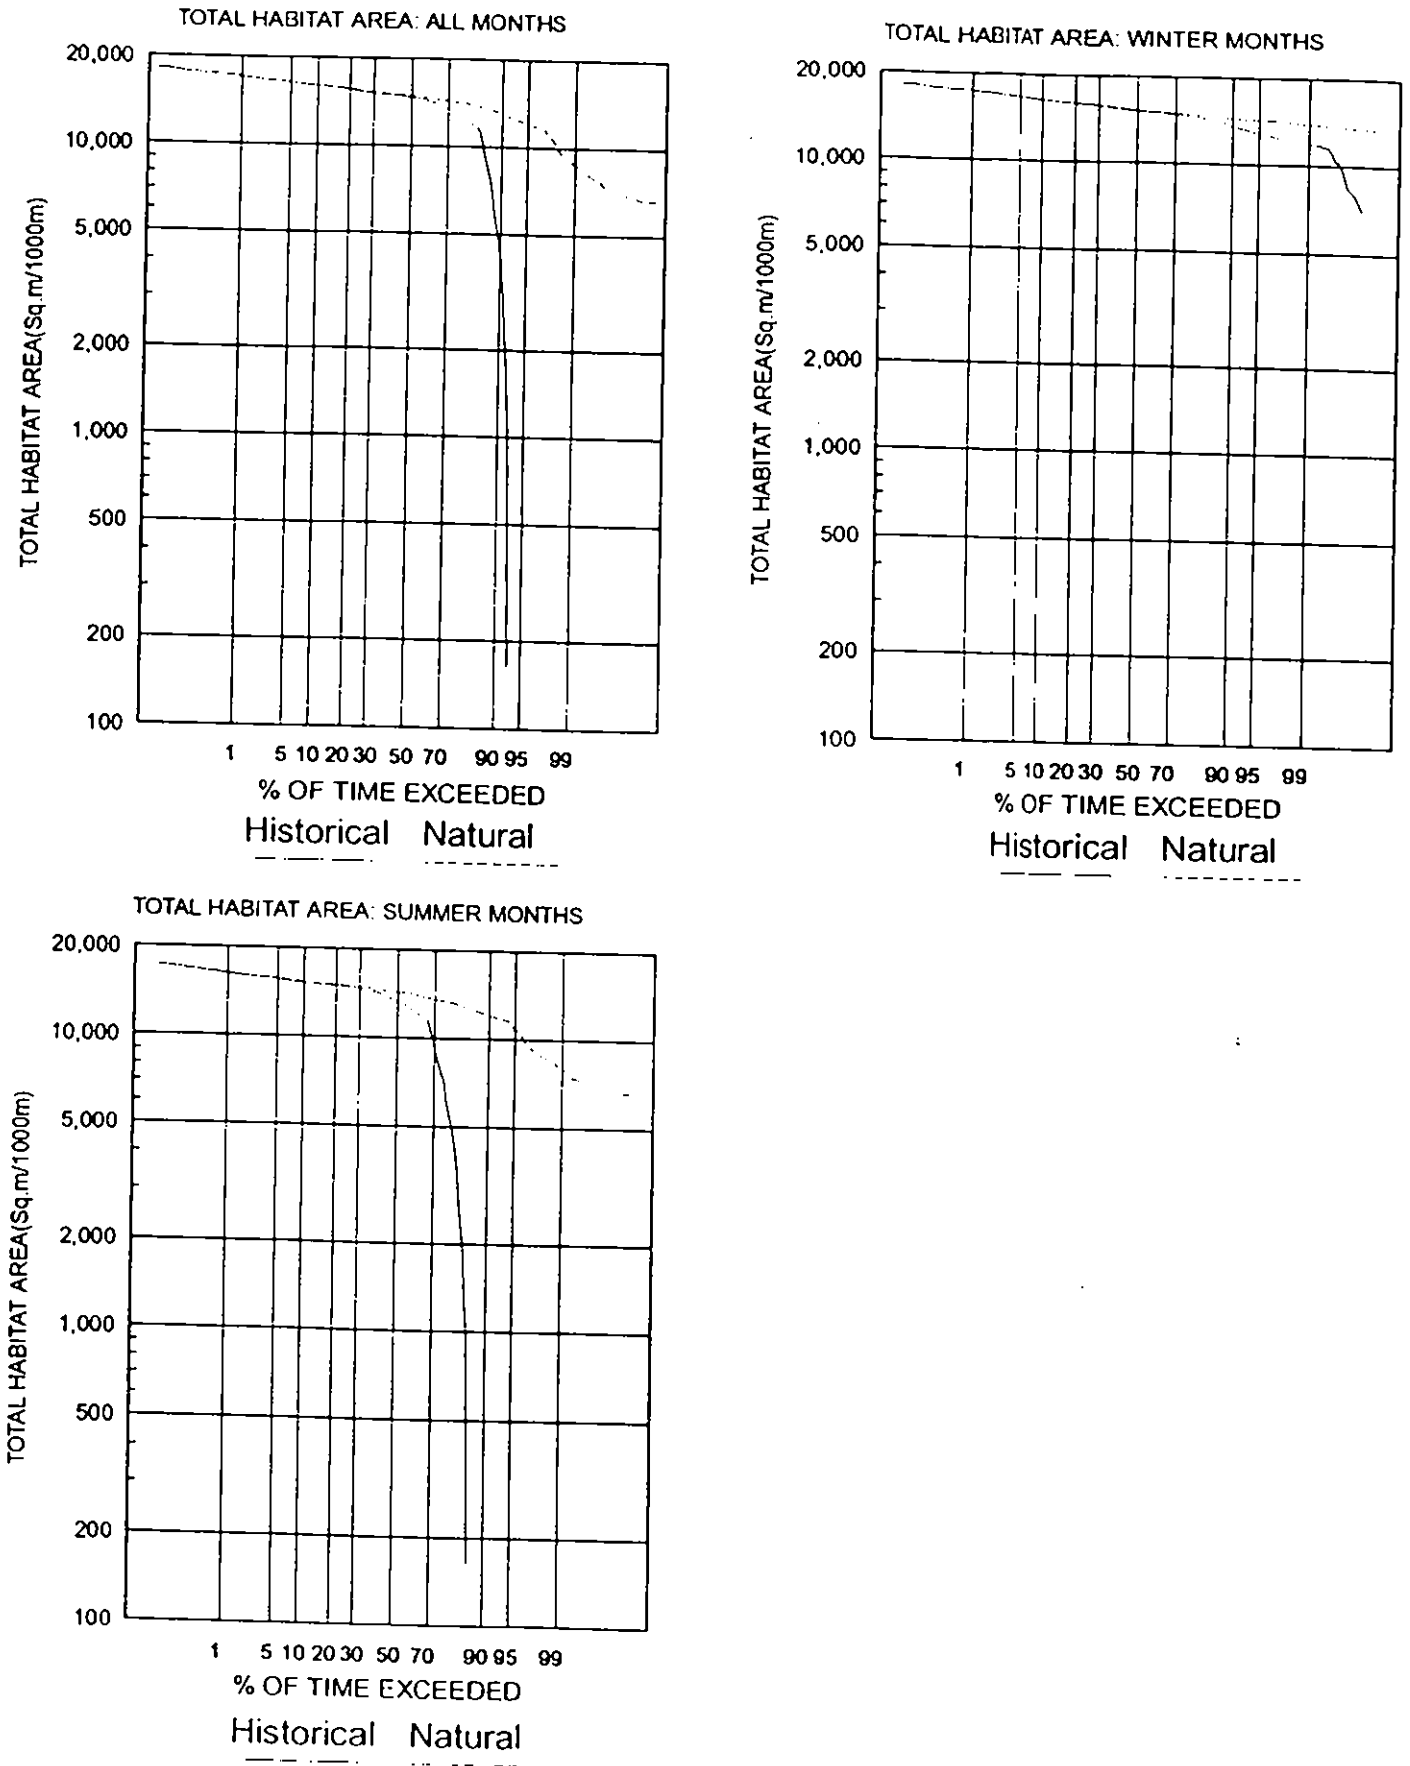 TOTAL HABITAT AREA: ALL MONTHS
20,000
10,000
5,000
2,000
1,000
500
200
100
TOTAL HABITAT AREA(Sq.m/1000m)
1 5 10 20 30 50 70 90 95 99
% OF TIME EXCEEDED
Historical Natural
TOTAL HABITAT AREA: WINTER MONTHS
20,000
10,000
5,000
2,000
1,000
500
200
100
TOTAL HABITAT AREA(Sq.m/1000m)
1 5 10 20 30 50 70 90 95 99
% OF TIME EXCEEDED
Historical Natural
TOTAL HABITAT AREA: SUMMER MONTHS
20,000
10,000
5,000
2,000
1,000
500
200
100
TOTAL HABITAT AREA(Sq.m/1000m)
1 5 10 20 30 50 70 90 95 99
% OF TIME EXCEEDED
Historical Natural